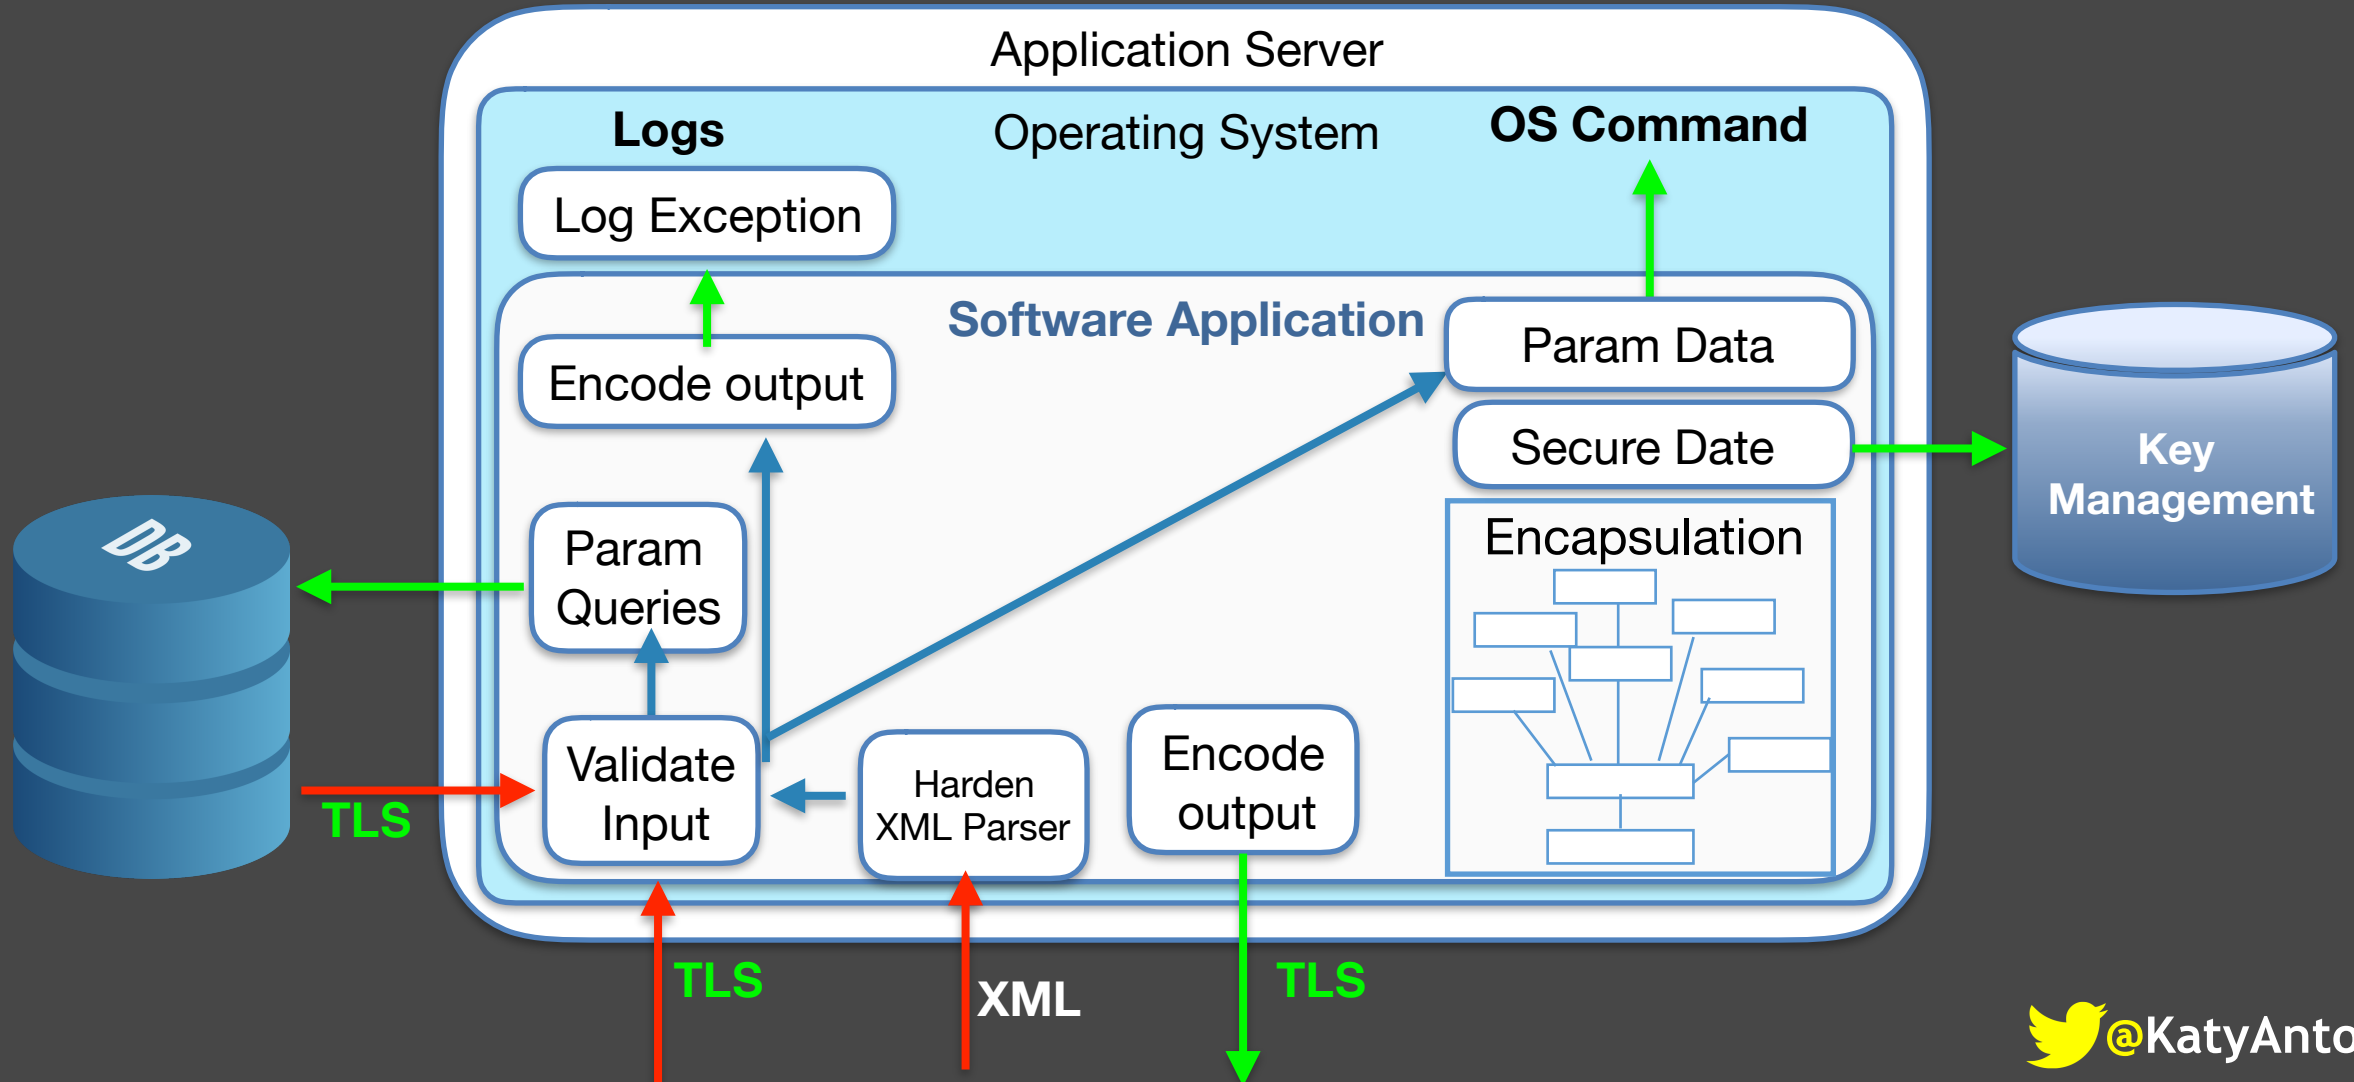 Application Server
Logs
Operating System
OS Command
Log Exception
Software Application
Param Data
Encode output
Secure Date
Key
Management
DB
Param
Queries
Encapsulation
Validate
Input
Harden
XML Parser
Encode
output
TLS
TLS
XML
TLS
@KatyAnto